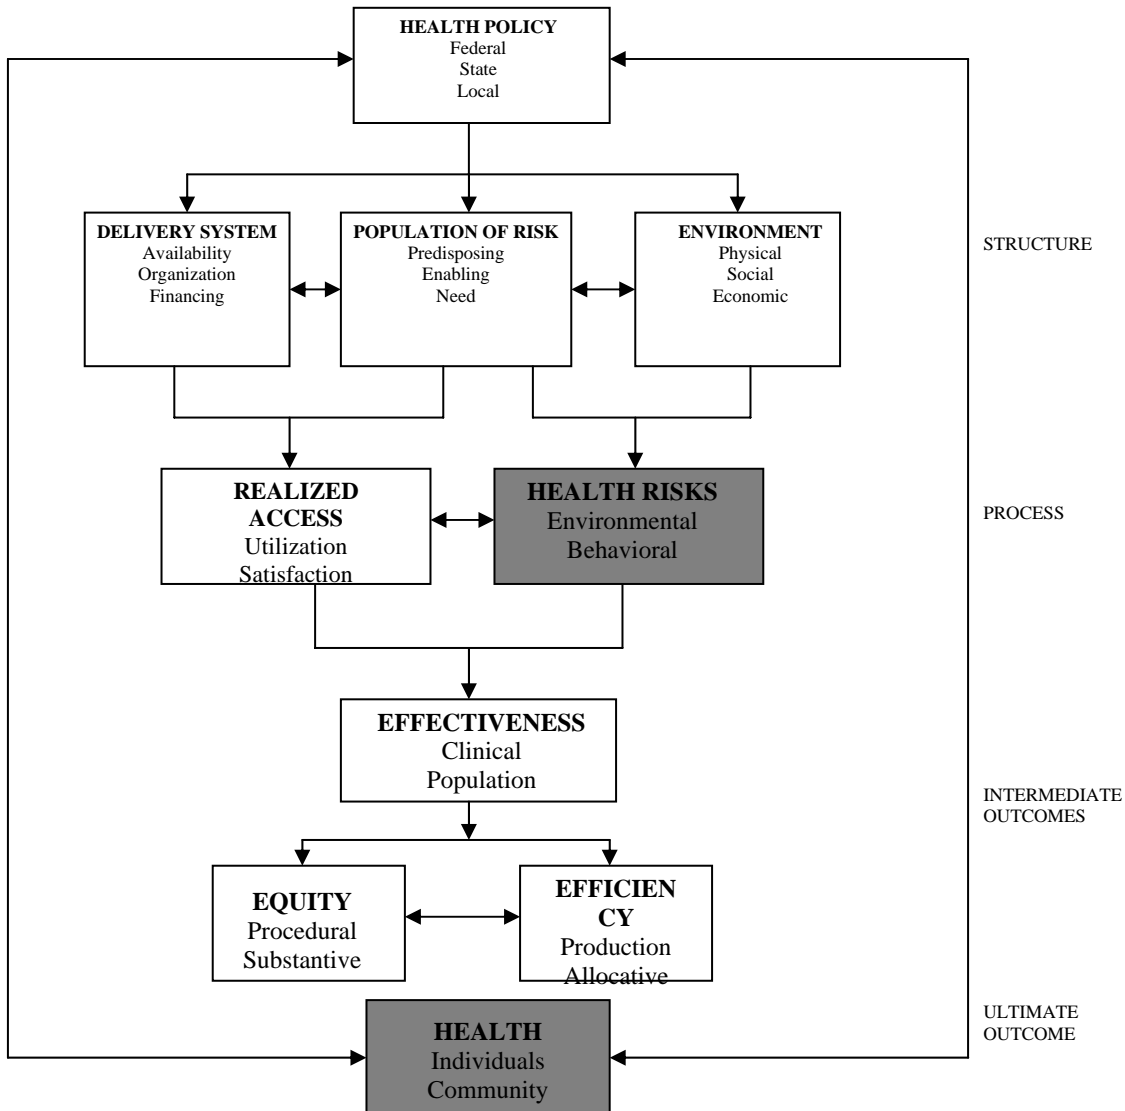 HEALTH POLICY
Federal
State
Local
DELIVERY SYSTEM
Availability
Organization
Financing
POPULATION OF RISK
Predisposing
Enabling
Need
ENVIRONMENT
Physical
Social
Economic
STRUCTURE
REALIZED
ACCESS
Utilization
Satisfaction
HEALTH RISKS
Environmental
Behavioral
PROCESS
EFFECTIVENESS
Clinical
Population
INTERMEDIATE
OUTCOMES
EQUITY
Procedural
Substantive
EFFICIEN
CY
Production
Allocative
HEALTH
Individuals
Community
ULTIMATE
OUTCOME